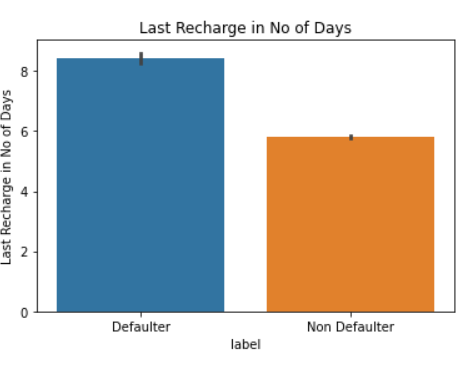 Last Recharge in No of Days
Last Recharge in No of Days
8
6
4
2
0
Defaulter
Non Defaulter
label